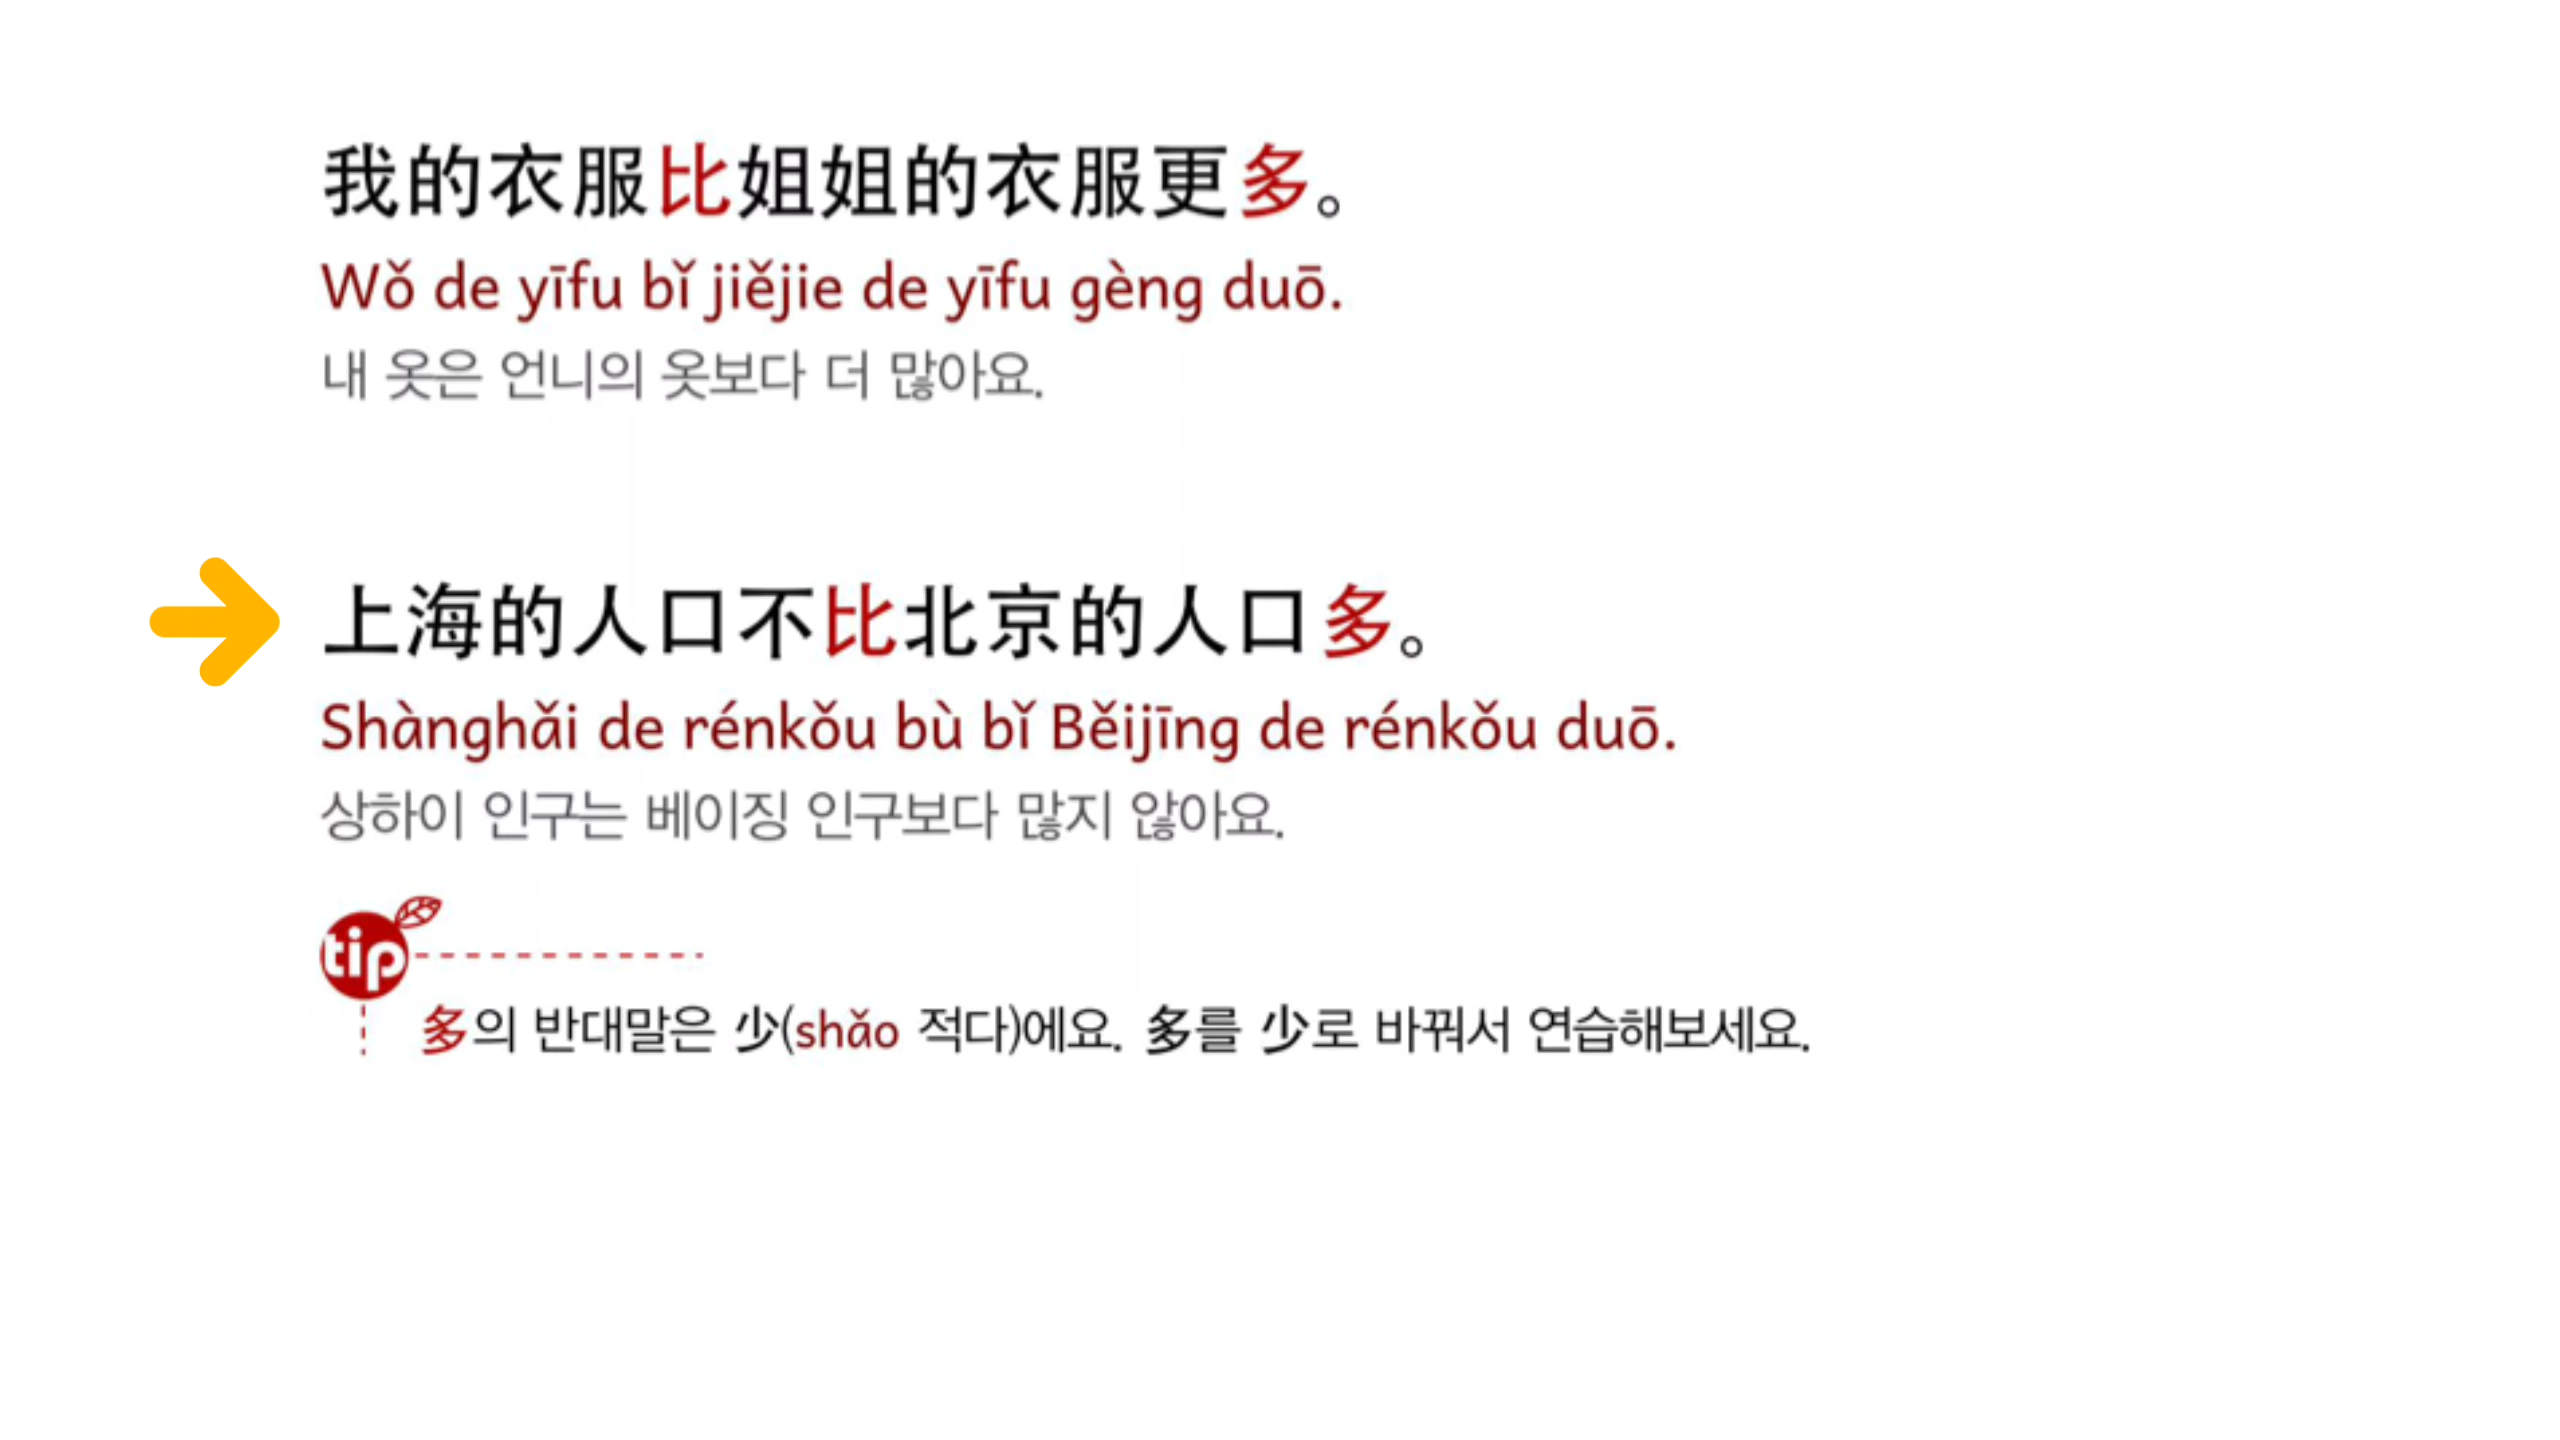 我的衣服比姐姐的衣服更多。
Wǒ de yīfu bǐ jiějie de yīfu gèng duō.
내 옷은 언니의 옷보다 더 많아요.
上海的人口不比北京的人口多。
Shànghǎi de rénkǒu bù bǐ Běijīng de rénkǒu duō.
상하이 인구는 베이징 인구보다 많지 않아요.
tip
多의 반대말은 少(shǎo 적다)에요. 多를 少로 바꿔서 연습해보세요.